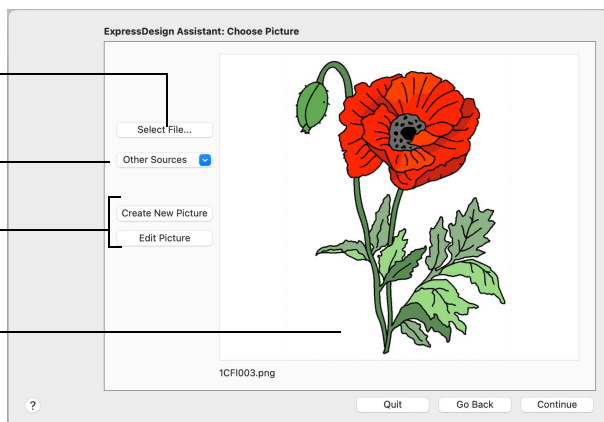 ExpressDesign Assistant: Choose Picture
Select File...
Other Sources
Create New Picture
Edit Picture
1CFI003.png
?
Quit
Go Back
Continue